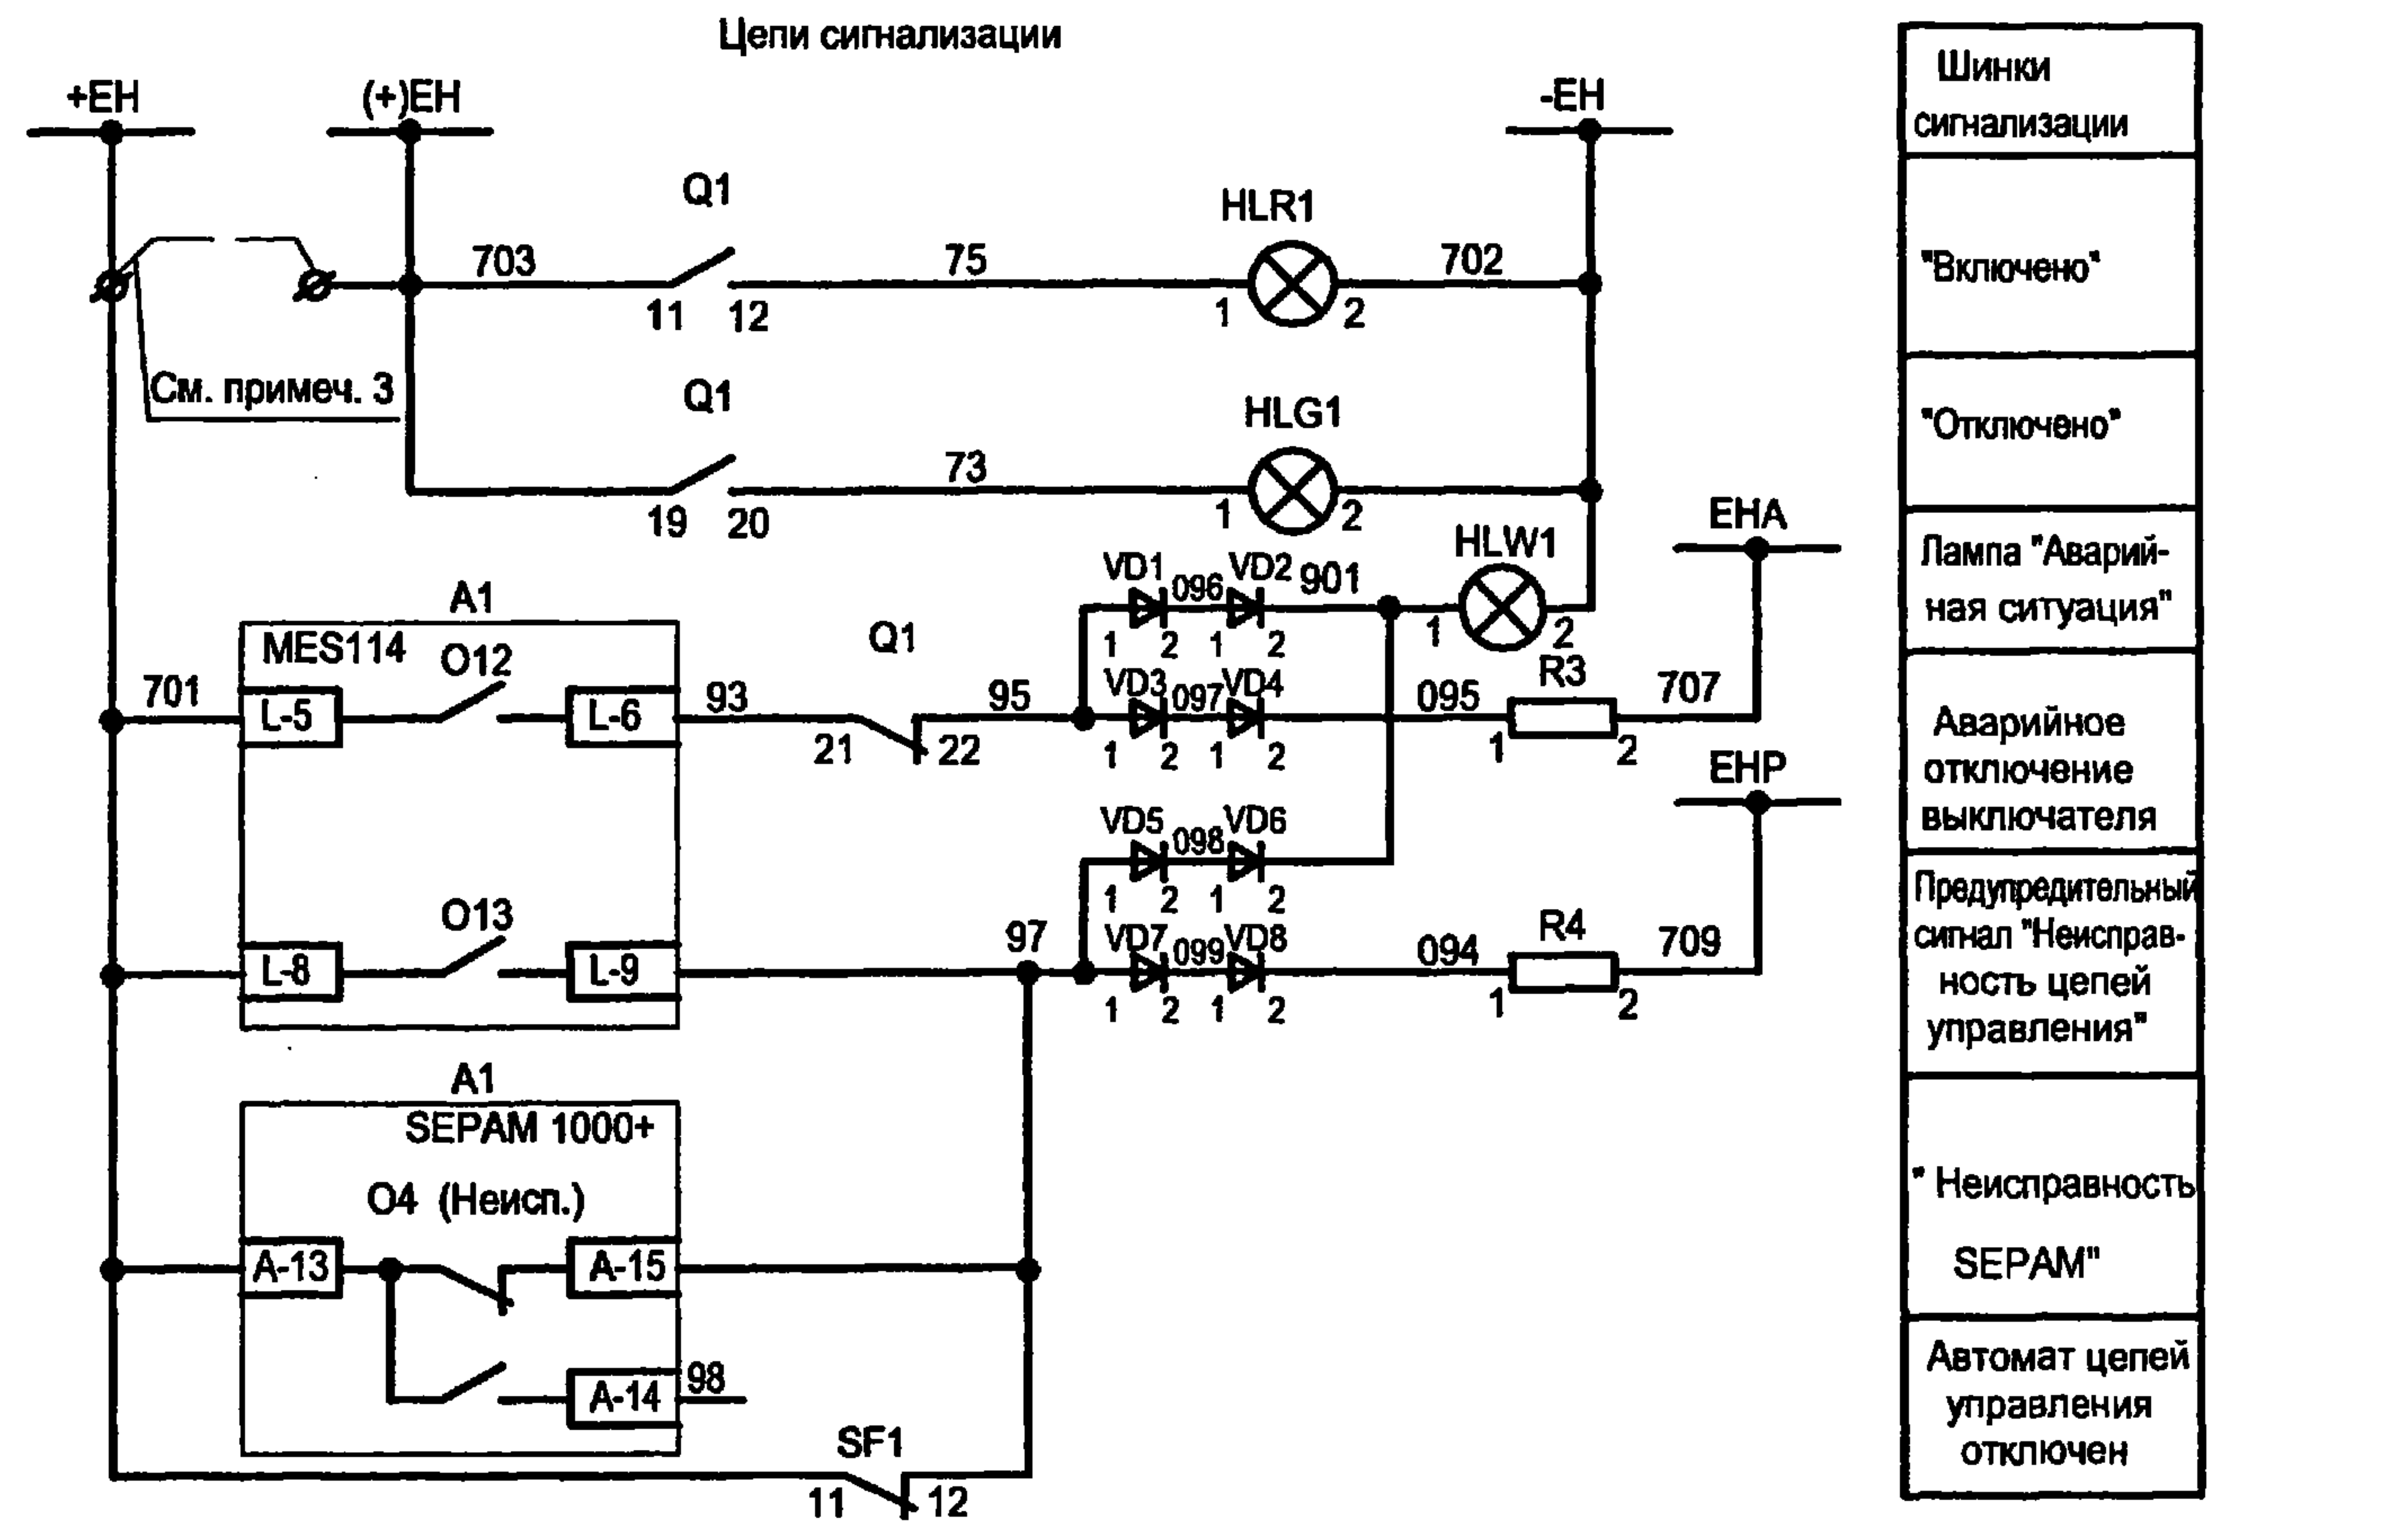 Цепи сигнализации
+EH
(+)EH
-EH
Q1
HLR1
703
75
702
11
12
1
2
См. примеч. 3
Q1
HLG1
73
19
20
1
2
EHA
HLW1
VD1
096
VD2
901
1
2
1
2
1
2
A1
MES114
O12
Q1
701
L-5
L-6
93
21
22
95
VD3
097
VD4
095
R3
707
1
2
1
2
1
2
EHP
VD5
098
VD6
1
2
1
2
O13
L-8
L-9
97
VD7
099
VD8
094
R4
709
1
2
1
2
1
2
A1
SEPAM 1000+
O4 (Неисп.)
A-13
A-15
A-14
98
SF1
11
12
Шинки
сигнализации
"Включено"
"Отключено"
Лампа "Аварий-
ная ситуация"
Аварийное
отключение
выключателя
Предупредительный
сигнал "Неисправ-
ность цепей
управления"
" Неисправность
SEPAM"
Автомат цепей
управления
отключен